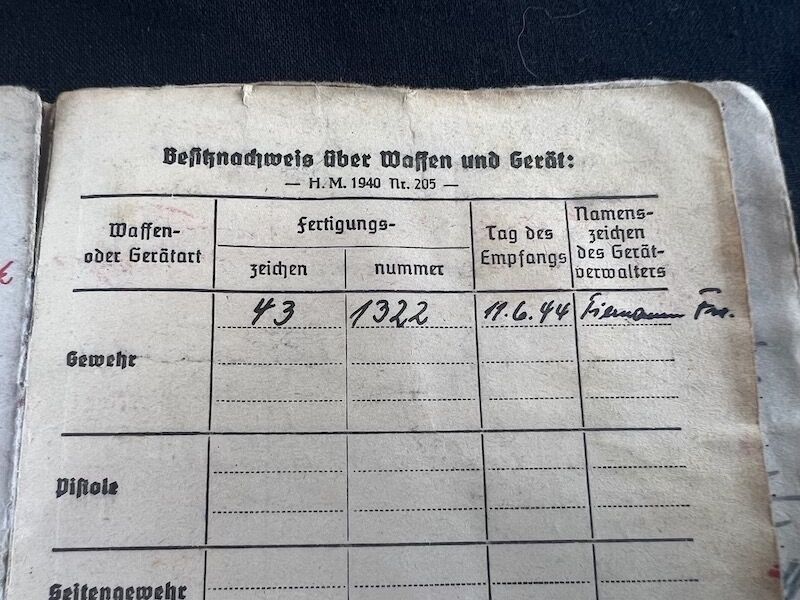 Besitznachweis über Waffen und Gerät:
— H. M. 1940 Nr. 205 —
Waffen-
oder Gerätart
Fertigungs-
zeichen
nummer
Tag des
Empfangs
Namens-
zeichen
des Gerät-
verwalters
Gewehr
43
1322
11.6.44
Pistole
Seitengewehr